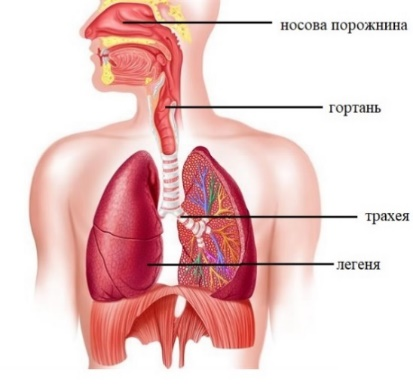 носова порожнина
гортань
трахея
легеня